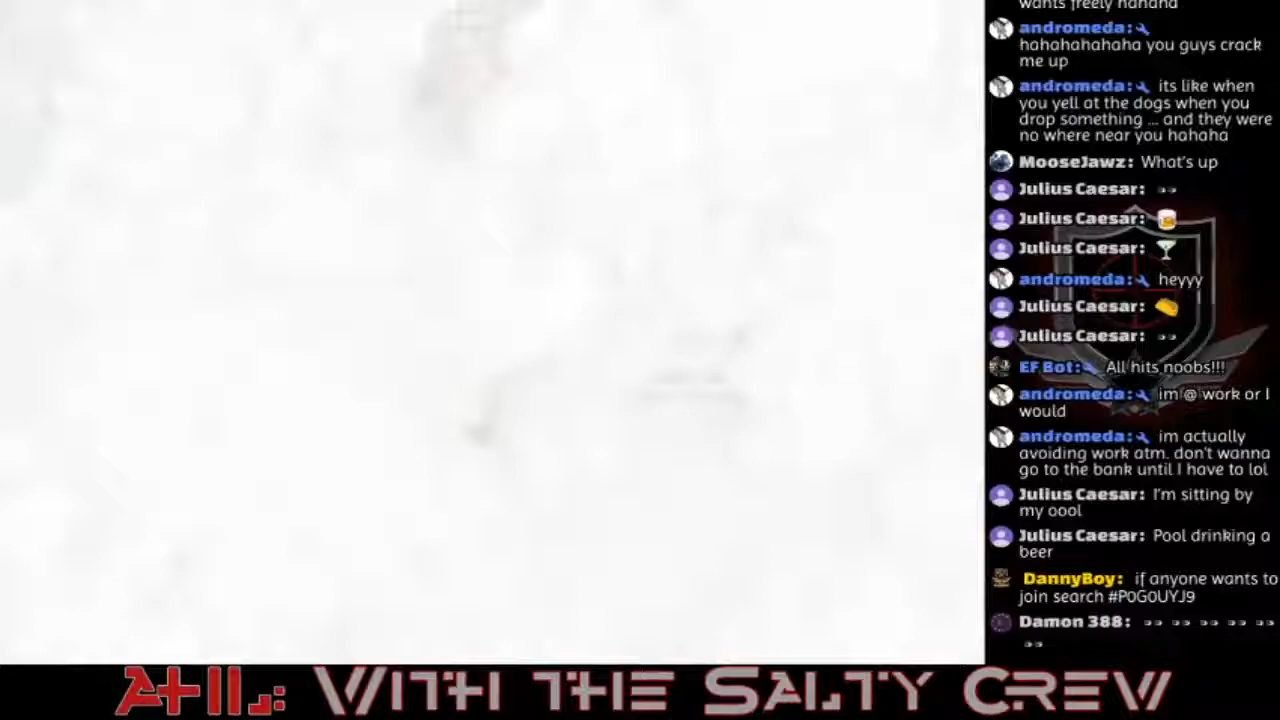 wants freely hahaha
andromeda:
hahahahahaha you guys crack
me up
andromeda: its like when
you yell at the dogs when you
drop something ... and they were
no where near you hahaha
MooseJawz: What's up
Julius Caesar:
Julius Caesar:
Julius Caesar:
andromeda: heyyy
Julius Caesar:
Julius Caesar:
EF Bot: All hits noobs!!!
andromeda: im @ work or I
would
andromeda: im actually
avoiding work atm. don't wanna
go to the bank until I have to lol
Julius Caesar: I'm sitting by
my oool
Julius Caesar: Pool drinking a
beer
DannyBoy: if anyone wants to
join search #P0G0UYJ9
Damon 388:
With the Salty Crew